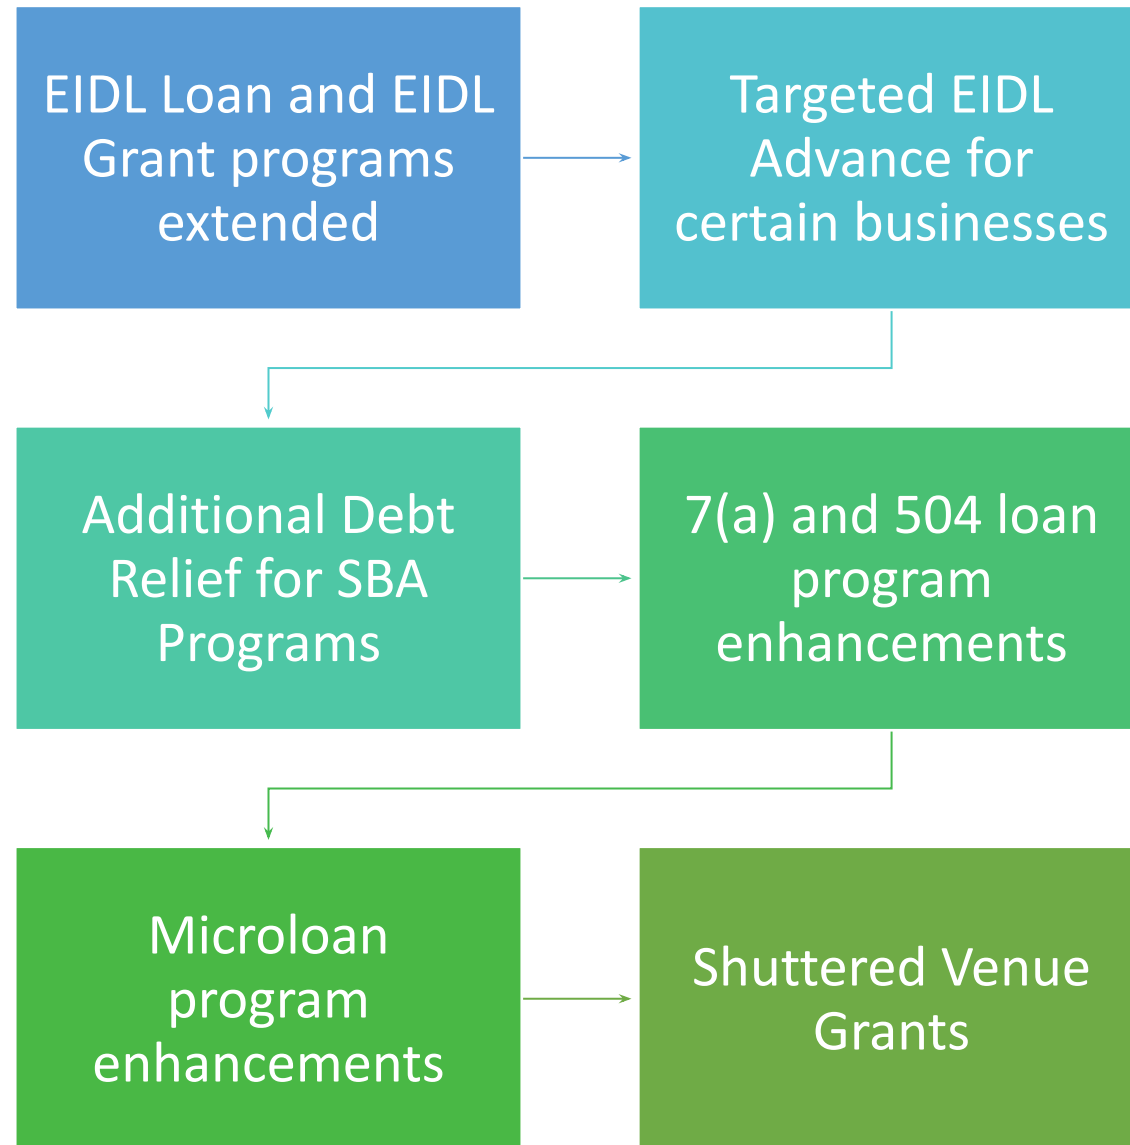 EIDL Loan and EIDL
Grant programs
extended
Targeted EIDL
Advance for
certain businesses
Additional Debt
Relief for SBA
Programs
7(a) and 504 loan
program
enhancements
Microloan
program
enhancements
Shuttered Venue
Grants